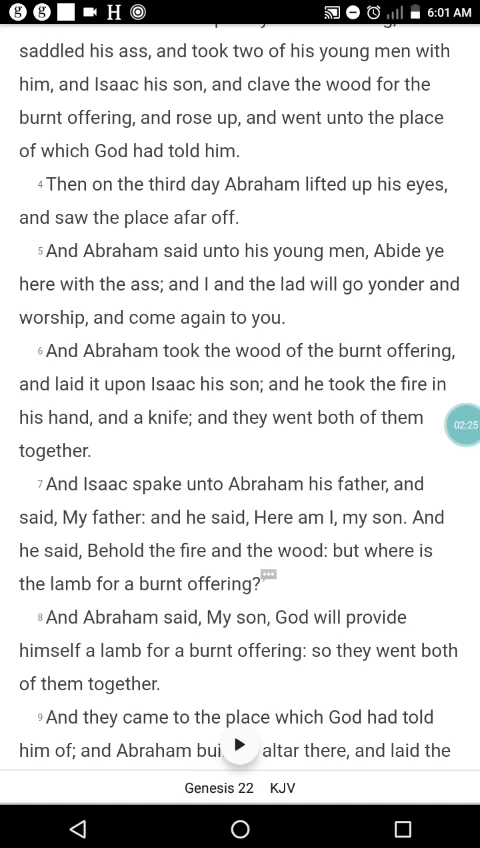 6:01 AM
saddled his ass, and took two of his young men with
him, and Isaac his son, and clave the wood for the
burnt offering, and rose up, and went unto the place
of which God had told him.
4 Then on the third day Abraham lifted up his eyes,
and saw the place afar off.
5 And Abraham said unto his young men, Abide ye
here with the ass; and I and the lad will go yonder and
worship, and come again to you.
6 And Abraham took the wood of the burnt offering,
and laid it upon Isaac his son; and he took the fire in
his hand, and a knife; and they went both of them
02:25
together.
7 And Isaac spake unto Abraham his father, and
said, My father: and he said, Here am I, my son. And
he said, Behold the fire and the wood: but where is
the lamb for a burnt offering?
8 And Abraham said, My son, God will provide
himself a lamb for a burnt offering: so they went both
of them together.
9 And they came to the place which God had told
him of; and Abraham altar there, and laid the
Genesis 22 KJV